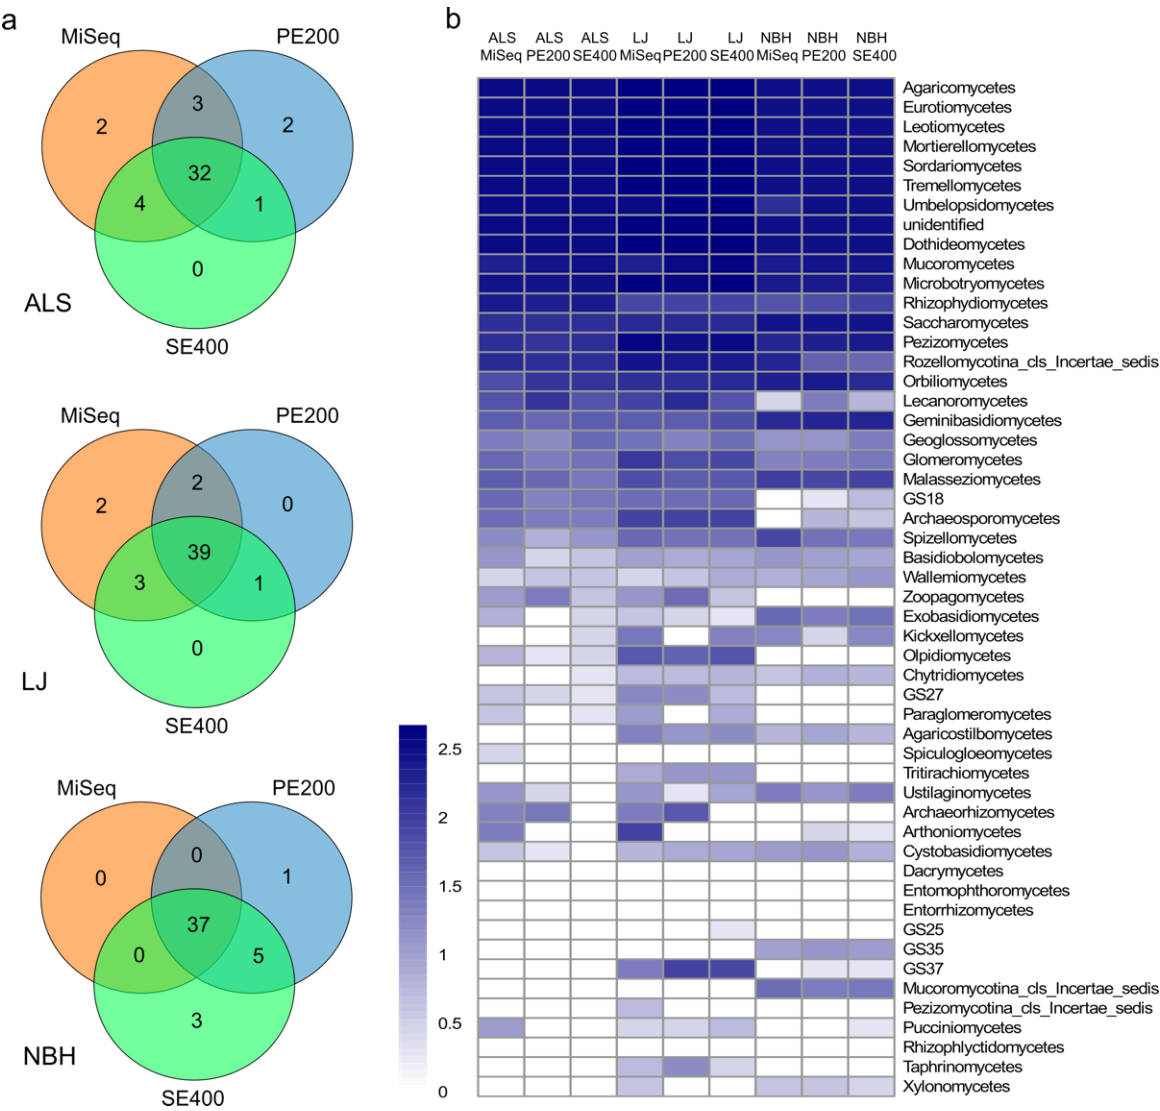 a
MiSeq
PE200
3
2
2
32
4
1
0
ALS
SE400
MiSeq
PE200
2
2
0
39
3
1
0
LJ
SE400
MiSeq
PE200
0
0
1
37
0
5
3
NBH
SE400
b
ALS ALS ALS LJ LJ LJ NBH NBH NBH
MiSeq PE200 SE400 MiSeq PE200 SE400 MiSeq PE200 SE400
Agaricomycetes
Eurotiomycetes
Leotiomycetes
Mortierellomycetes
Sordariomycetes
Tremellomycetes
Umbelopsidomycetes
unidentified
Dothideomycetes
Mucoromycetes
Microbotryomycetes
Rhizophydiomycetes
Saccharomycetes
Pezizomycetes
Rozellomycotina_cls_Incertae_sedis
Orbiliomycetes
Lecanoromycetes
Geminibasidiomycetes
Geoglossomycetes
Glomeromycetes
Malasseziomycetes
GS18
Archaeosporomycetes
Spizellomycetes
Basidiobolomycetes
Wallemiomycetes
Zoopagomycetes
Exobasidiomycetes
Kickxellomycetes
Olpidiomycetes
Chytridiomycetes
GS27
Paraglomeromycetes
Agaricostilbomycetes
Spiculogloeomycetes
Tritirachiomycetes
Ustilaginomycetes
Archaeorhizomycetes
Arthoniomycetes
Cystobasidiomycetes
Dacrymycetes
Entomophthoromycetes
Entorrhizomycetes
GS25
GS35
GS37
Mucoromycotina_cls_Incertae_sedis
Pezizomycotina_cls_Incertae_sedis
Pucciniomycetes
Rhizophlyctidomycetes
Taphrinomycetes
Xylonomycetes
2.5
2
1.5
1
0.5
0